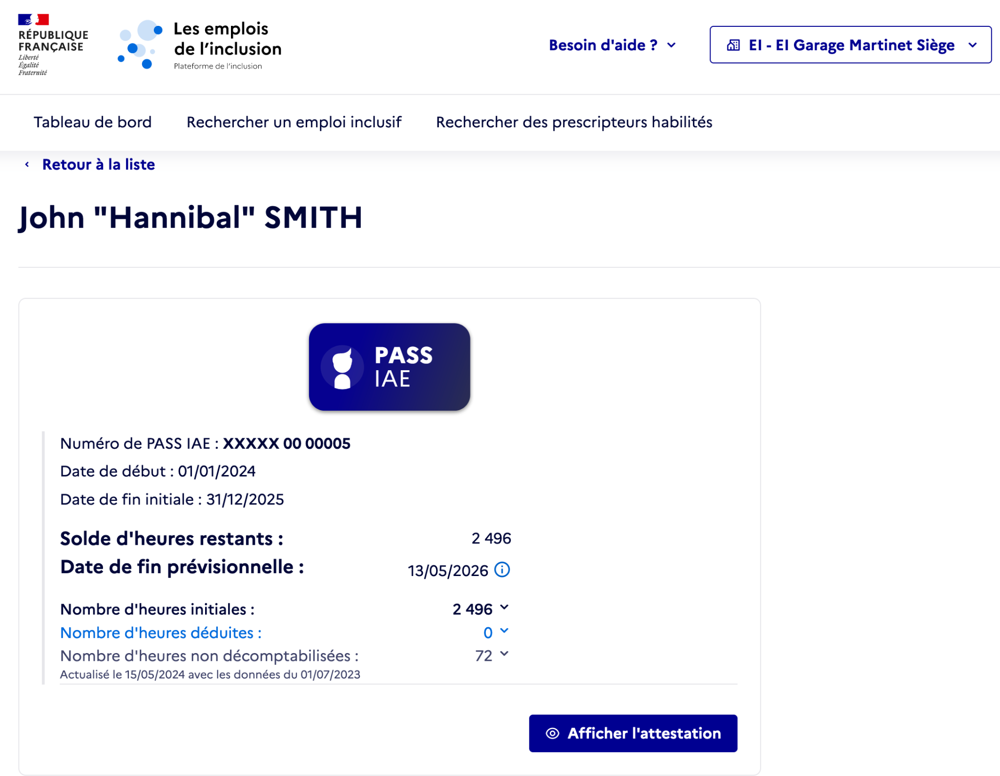 RÉPUBLIQUE
FRANÇAISE
Liberté
Égalité
Fraternité
Les emplois
de l'inclusion
Plateforme de l'inclusion
Besoin d'aide ?
EI - EI Garage Martinet Siège
Tableau de bord
Rechercher un emploi inclusif
Rechercher des prescripteurs habilités
Retour à la liste
John "Hannibal" SMITH
PASS
IAE
Numéro de PASS IAE : XXXXX 00 00005
Date de début : 01/01/2024
Date de fin initiale : 31/12/2025
Solde d'heures restants : 2 496
Date de fin prévisionnelle : 13/05/2026
Nombre d'heures initiales : 2 496
Nombre d'heures déduites : 0
Nombre d'heures non décomptabilisées : 72
Actualisé le 15/05/2024 avec les données du 01/07/2023
Afficher l'attestation